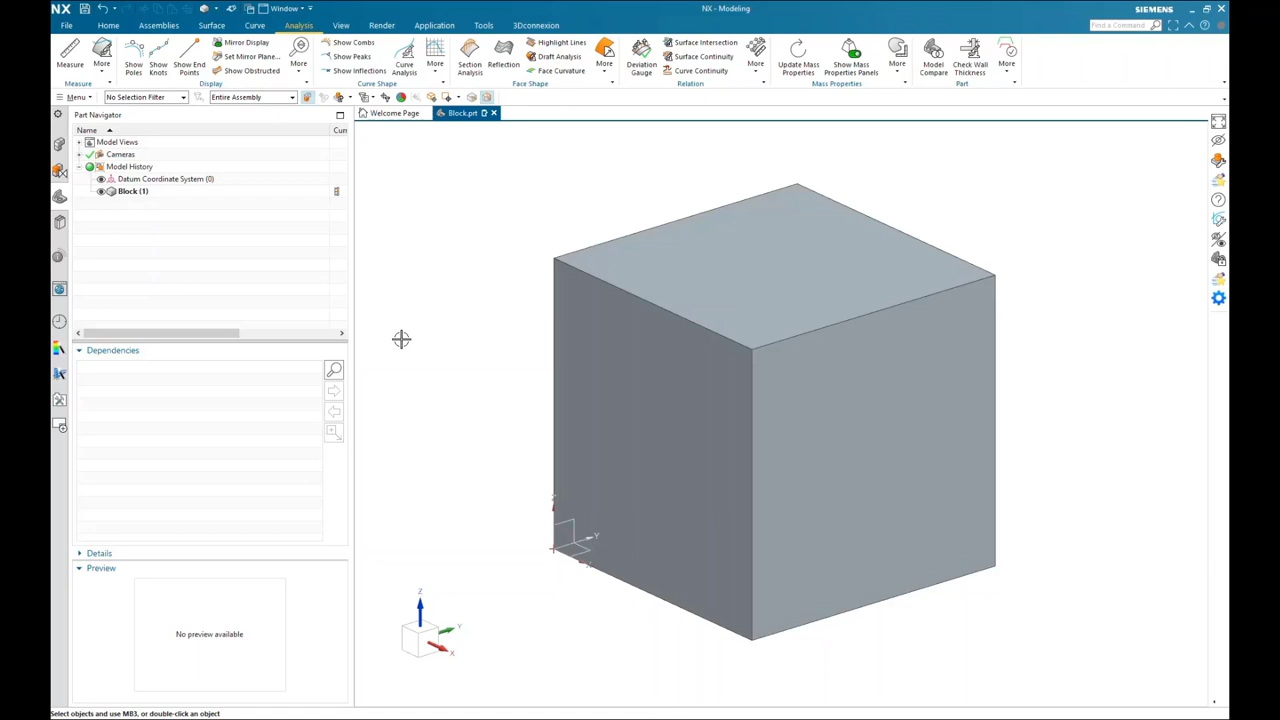 NX
Window
NX - Modeling
SIEMENS
File
Home
Assemblies
Surface
Curve
Analysis
View
Render
Application
Tools
3Dconnexion
Find a Command
Measure
More
Measure
Show Poles
Show Knots
Show End Points
Mirror Display
Set Mirror Plane...
Show Obstructed
More
Display
Show Combs
Show Peaks
Show Inflections
Curve Analysis
More
Curve Shape
Section Analysis
Reflection
Highlight Lines
Draft Analysis
Face Curvature
More
Face Shape
Deviation Gauge
Surface Intersection
Surface Continuity
Curve Continuity
More
Relation
Update Mass Properties
Show Mass Properties Panels
More
Mass Properties
Model Compare
Check Wall Thickness
More
Part
Menu
No Selection Filter
Entire Assembly
Part Navigator
Welcome Page
Block.prt
Name
Curr
Model Views
Cameras
Model History
Datum Coordinate System (0)
Block (1)
Dependencies
Details
Preview
No preview available
Z
Y
X
Z
Y
X
Select objects and use MB3, or double-click an object